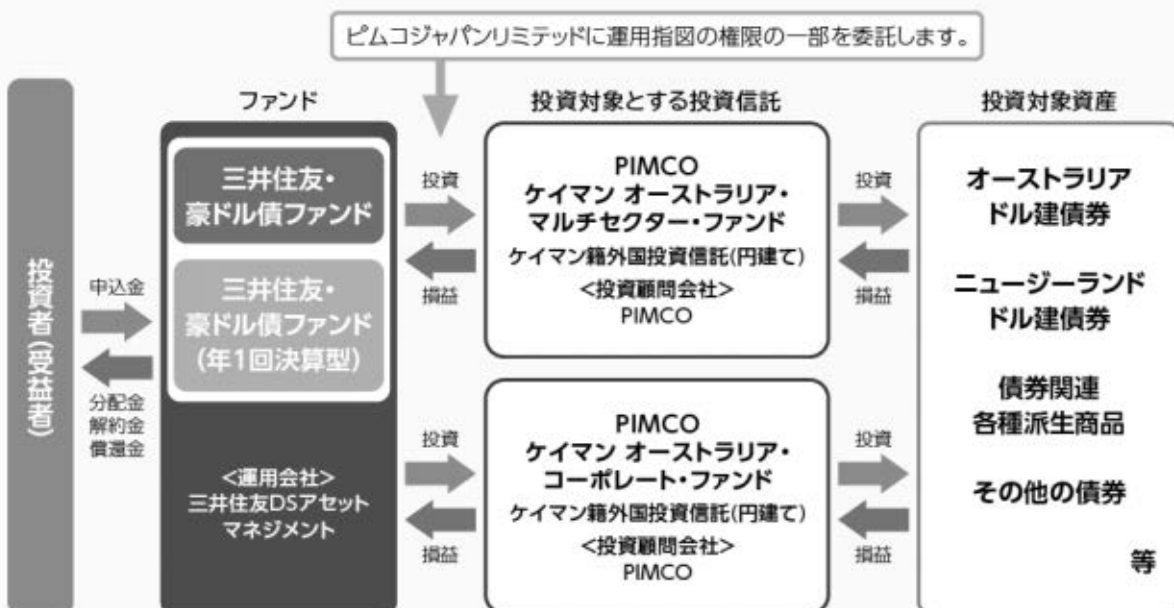 ピムコジャパンリミテッドに運用指図の権限の一部を委託します。
ファンド
投資対象とする投資信託
投資対象資産
投資者(受益者)
申込金
分配金
解約金
償還金
三井住友・
豪ドル債ファンド
三井住友・
豪ドル債ファンド
(年1回決算型)
<運用会社>
三井住友DSアセット
マネジメント
投資
損益
PIMCO
ケイマン オーストラリア・
マルチセクター・ファンド
ケイマン籍外国投資信託(円建て)
<投資顧問会社>
PIMCO
投資
損益
投資
損益
PIMCO
ケイマン オーストラリア・
コーポレート・ファンド
ケイマン籍外国投資信託(円建て)
<投資顧問会社>
PIMCO
投資
損益
オーストラリア
ドル建債券
ニュージーランド
ドル建債券
債券関連
各種派生商品
その他の債券
等